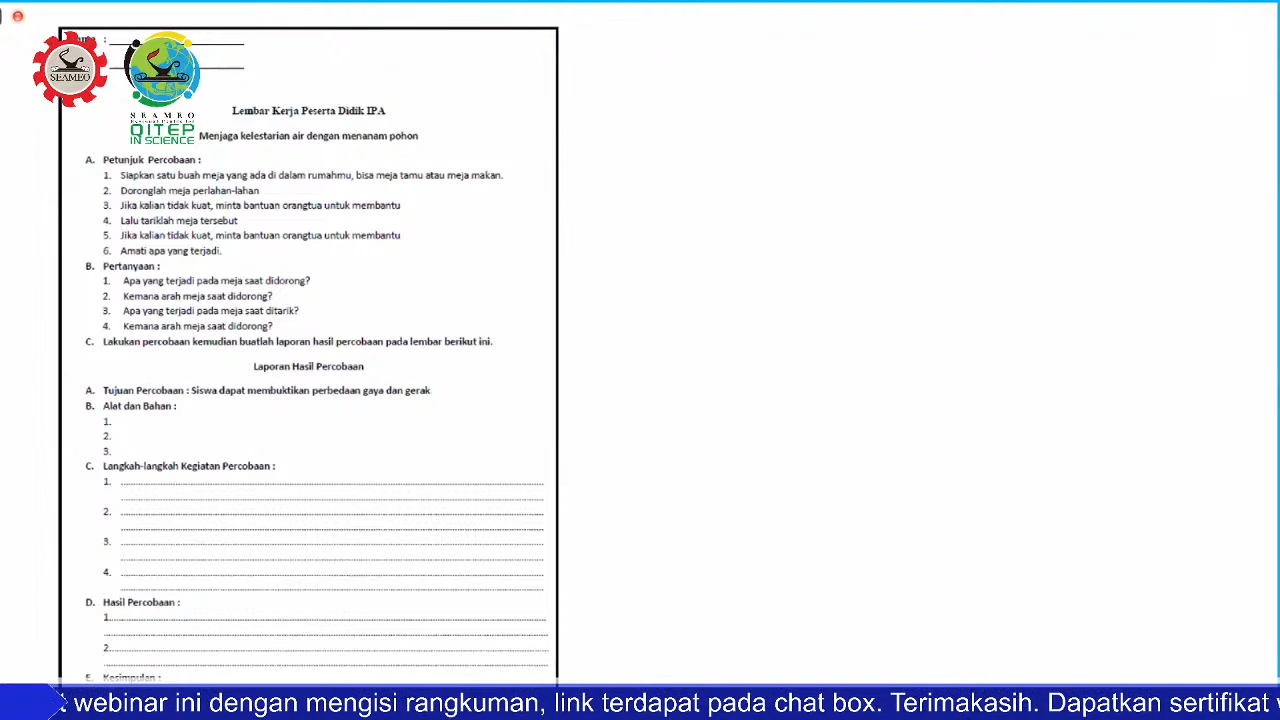 :
SEAMEO
SEAMEO
Regional Centre for
QITEP
IN SCIENCE
Lembar Kerja Peserta Didik IPA
Menjaga kelestarian air dengan menanam pohon
A. Petunjuk Percobaan :
1. Siapkan satu buah meja yang ada di dalam rumahmu, bisa meja tamu atau meja makan.
2. Doronglah meja perlahan-lahan
3. Jika kalian tidak kuat, minta bantuan orangtua untuk membantu
4. Lalu tariklah meja tersebut
5. Jika kalian tidak kuat, minta bantuan orangtua untuk membantu
6. Amati apa yang terjadi.
B. Pertanyaan :
1. Apa yang terjadi pada meja saat didorong?
2. Kemana arah meja saat didorong?
3. Apa yang terjadi pada meja saat ditarik?
4. Kemana arah meja saat didorong?
C. Lakukan percobaan kemudian buatlah laporan hasil percobaan pada lembar berikut ini.
Laporan Hasil Percobaan
A. Tujuan Percobaan : Siswa dapat membuktikan perbedaan gaya dan gerak
B. Alat dan Bahan :
1.
2.
3.
C. Langkah-langkah Kegiatan Percobaan :
1.
2.
3.
4.
D. Hasil Percobaan :
1.
2.
E. Kesimpulan :
t webinar ini dengan mengisi rangkuman, link terdapat pada chat box. Terimakasih. Dapatkan sertifikat